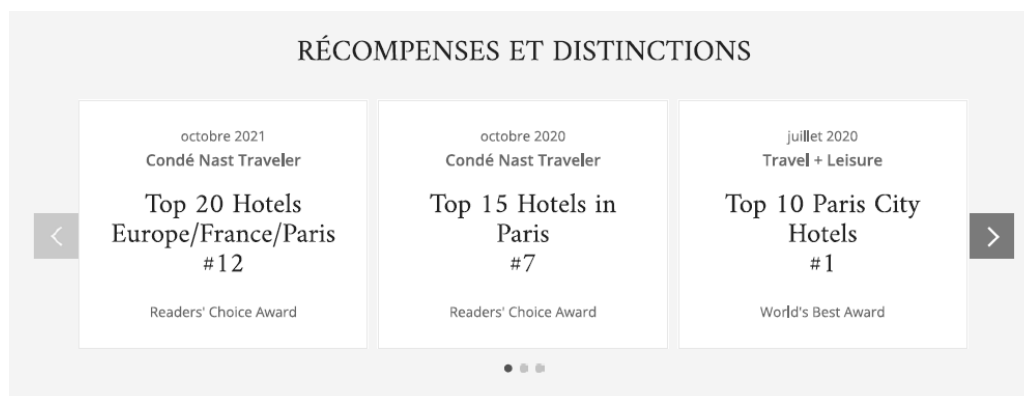 RÉCOMPENSES ET DISTINCTIONS
octobre 2021
Condé Nast Traveler
Top 20 Hotels
Europe/France/Paris
#12
Readers' Choice Award
octobre 2020
Condé Nast Traveler
Top 15 Hotels in
Paris
#7
Readers' Choice Award
juillet 2020
Travel + Leisure
Top 10 Paris City
Hotels
#1
World's Best Award